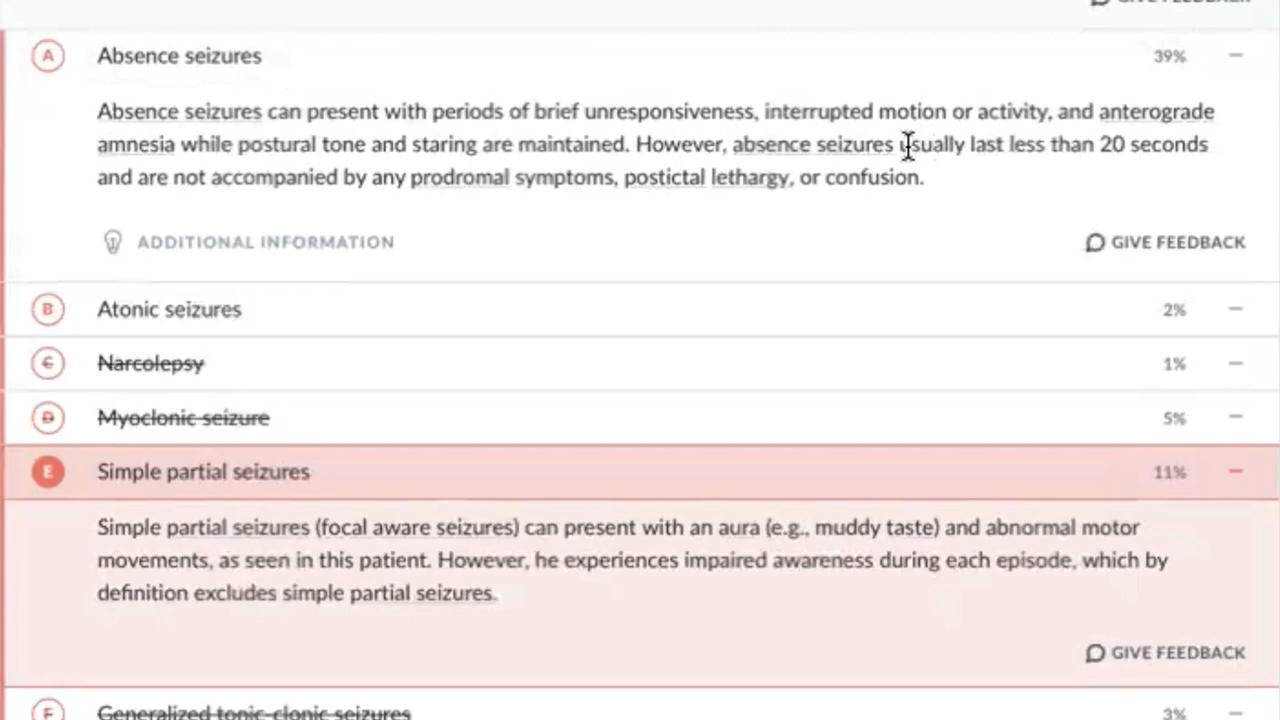 GIVE FEEDBACK
A Absence seizures 39% –
Absence seizures can present with periods of brief unresponsiveness, interrupted motion or activity, and anterograde
amnesia while postural tone and staring are maintained. However, absence seizures usually last less than 20 seconds
and are not accompanied by any prodromal symptoms, postictal lethargy, or confusion.
ADDITIONAL INFORMATION GIVE FEEDBACK
B Atonic seizures 2% –
C Narcolepsy 1% –
D Myoclonic seizure 5% –
E Simple partial seizures 11% –
Simple partial seizures (focal aware seizures) can present with an aura (e.g., muddy taste) and abnormal motor
movements, as seen in this patient. However, he experiences impaired awareness during each episode, which by
definition excludes simple partial seizures.
GIVE FEEDBACK
F Generalized tonic-clonic seizures 3% –